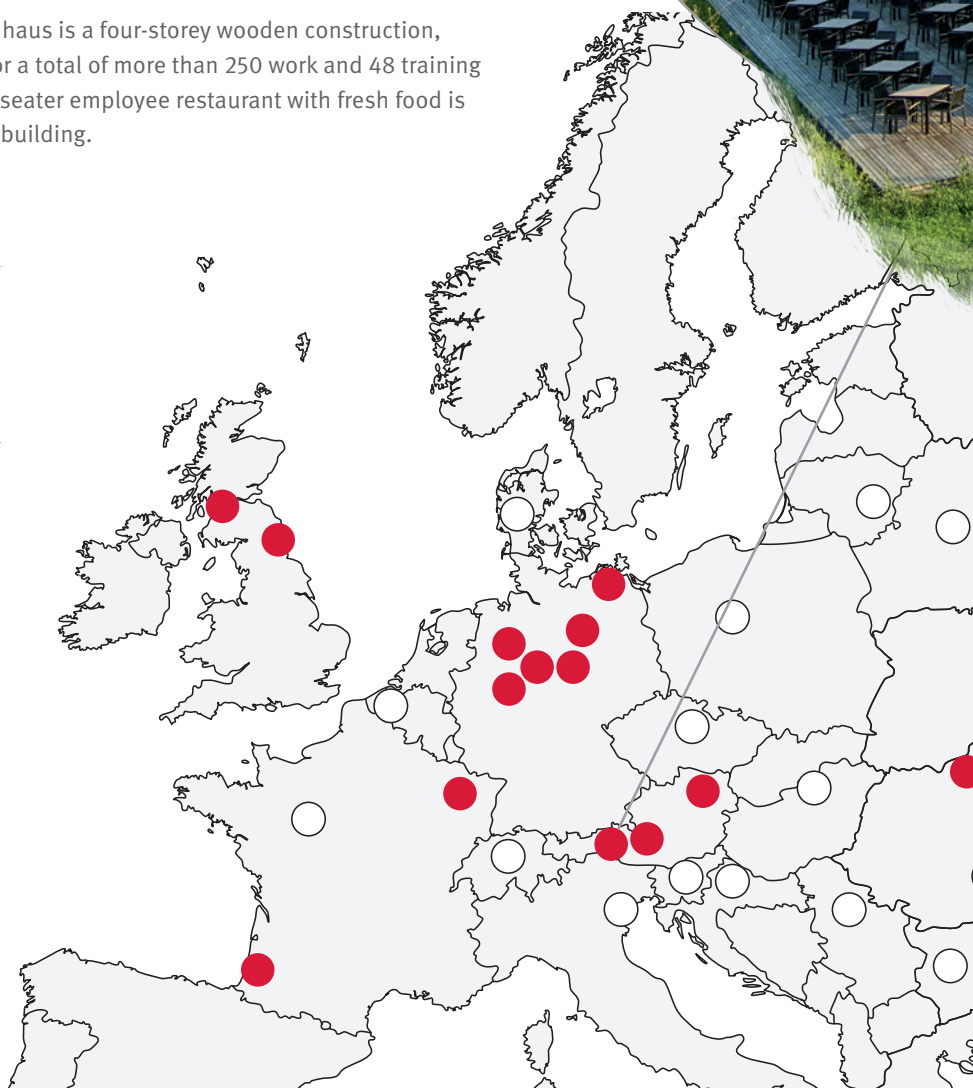 haus is a four-storey wooden construction,
or a total of more than 250 work and 48 training
seater employee restaurant with fresh food is
building.